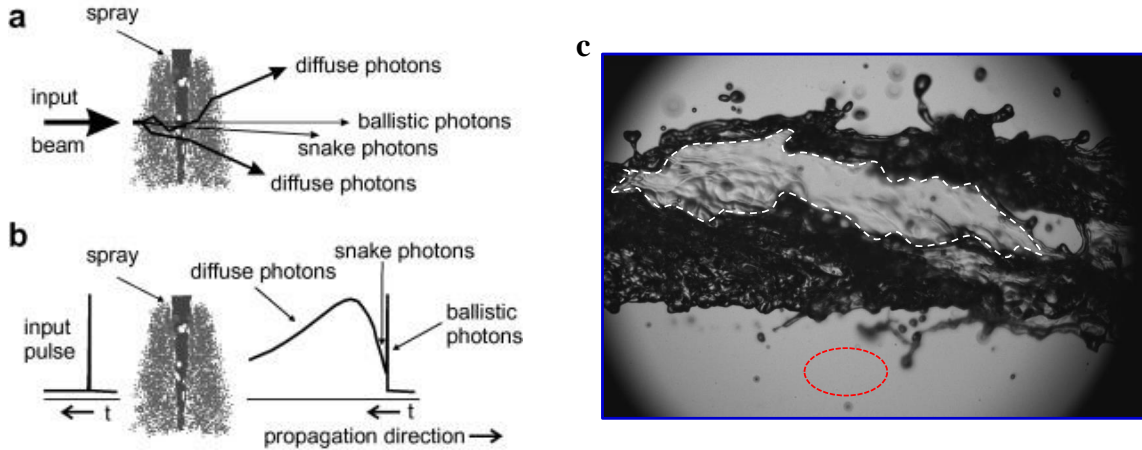 a
spray
input
beam
diffuse photons
ballistic photons
snake photons
diffuse photons
b
spray
input
pulse
t
diffuse photons
snake photons
ballistic
photons
t
propagation direction
c